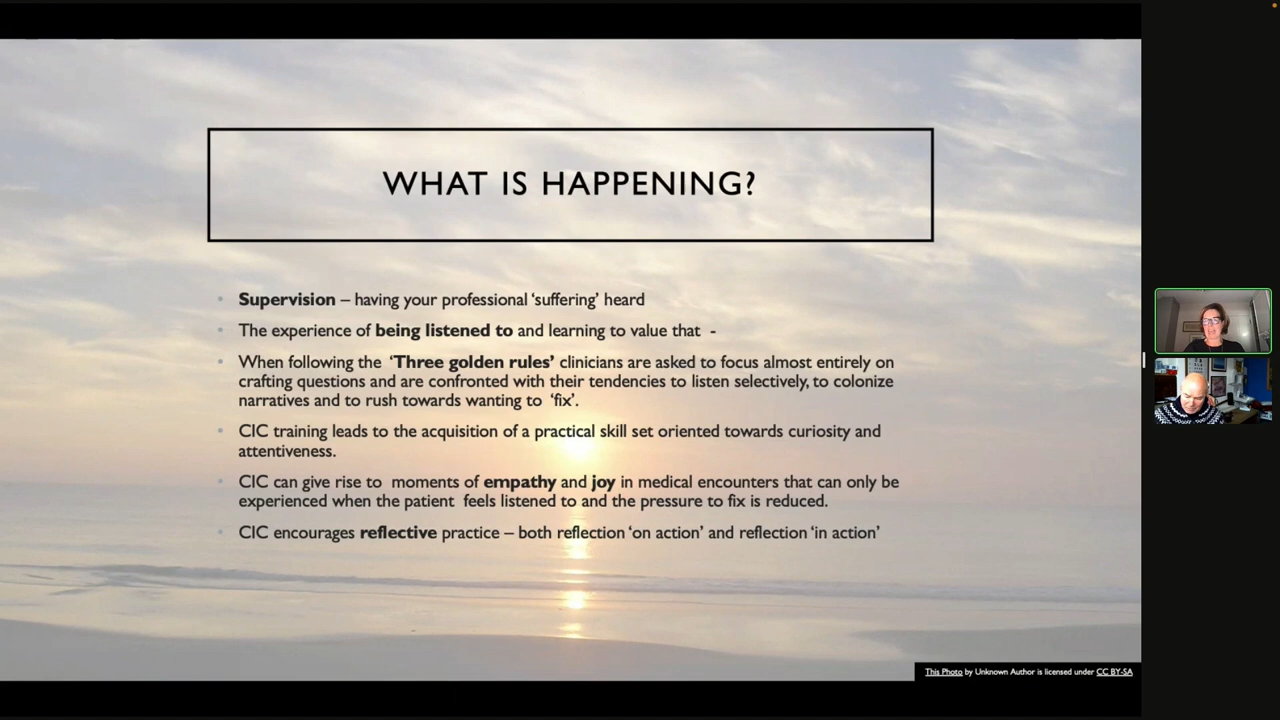 WHAT IS HAPPENING?
Supervision – having your professional ‘suffering’ heard
The experience of being listened to and learning to value that  -
When following the  ‘Three golden rules’ clinicians are asked to focus almost entirely on
crafting questions and are confronted with their tendencies to listen selectively, to colonize
narratives and to rush towards wanting to  ‘fix’.
CIC training leads to the acquisition of a practical skill set oriented towards curiosity and
attentiveness.
CIC can give rise to  moments of empathy and joy in medical encounters that can only be
experienced when the patient  feels listened to and the pressure to fix is reduced.
CIC encourages reflective practice – both reflection ‘on action’ and reflection ‘in action’
This Photo by Unknown Author is licensed under CC BY-SA